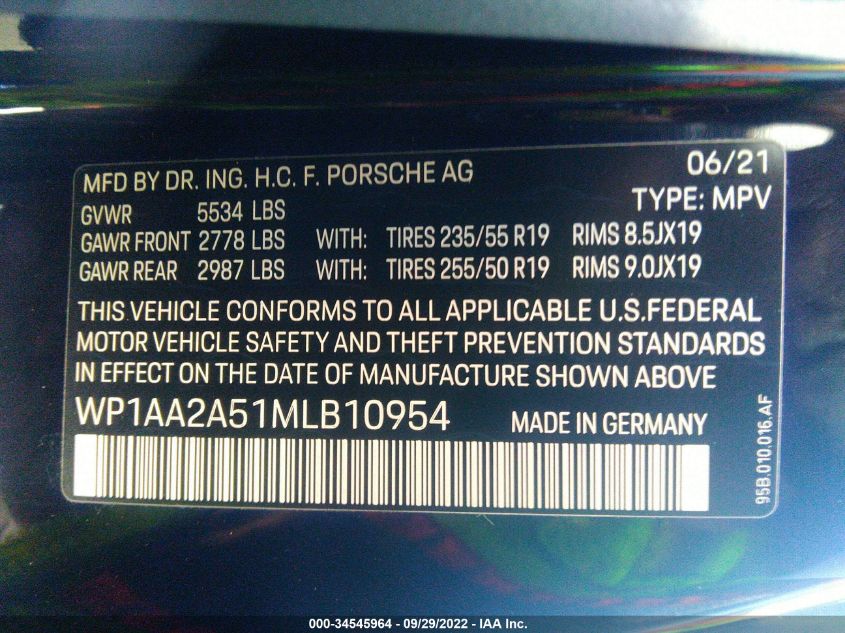 MFD BY DR. ING. H.C. F. PORSCHE AG 06/21
TYPE: MPV
GVWR 5534 LBS
GAWR FRONT 2778 LBS WITH: TIRES 235/55 R19 RIMS 8.5JX19
GAWR REAR 2987 LBS WITH: TIRES 255/50 R19 RIMS 9.0JX19
THIS VEHICLE CONFORMS TO ALL APPLICABLE U.S.FEDERAL
MOTOR VEHICLE SAFETY AND THEFT PREVENTION STANDARDS
IN EFFECT ON THE DATE OF MANUFACTURE SHOWN ABOVE
WP1AA2A51MLB10954 MADE IN GERMANY
95B.010.016.AF
000-34545964 - 09/29/2022 - IAA Inc.